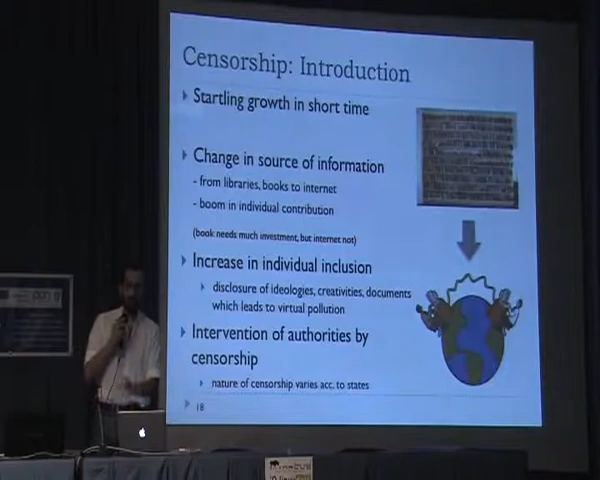 Censorship: Introduction
Startling growth in short time
Change in source of information
- from libraries, books to internet
- boom in individual contribution
(book needs much investment, but internet not)
Increase in individual inclusion
disclosure of ideologies, creativities, documents
which leads to virtual pollution
Intervention of authorities by
censorship
nature of censorship varies acc. to states
18